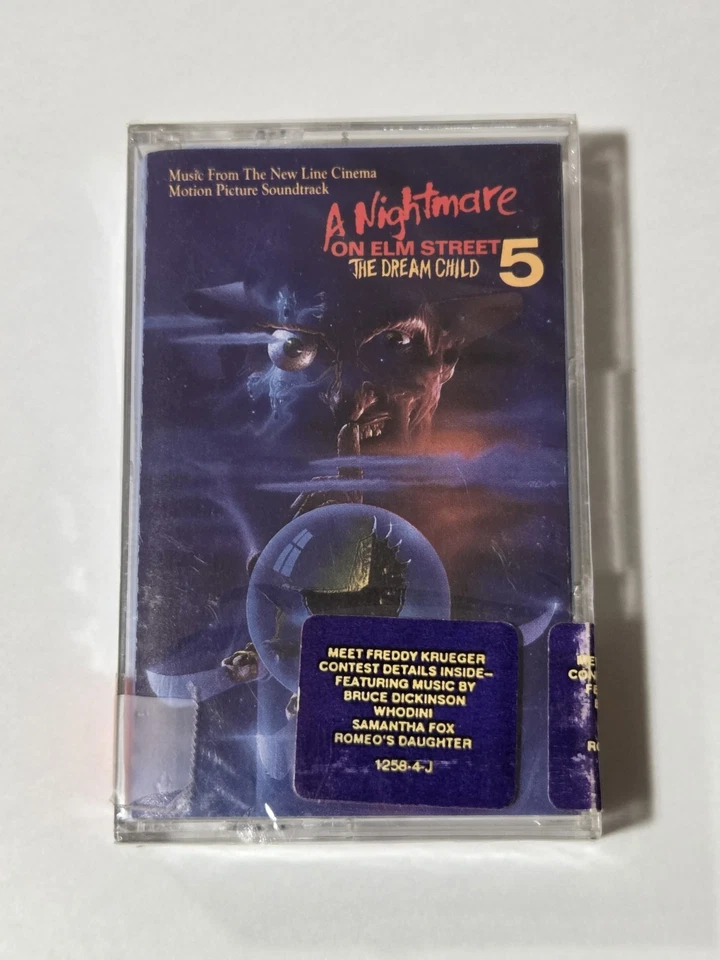 Music From The New Line Cinema
Motion Picture Soundtrack
A Nightmare
ON ELM STREET
THE DREAM CHILD
5
MEET FREDDY KRUEGER
CONTEST DETAILS INSIDE—
FEATURING MUSIC BY
BRUCE DICKINSON
WHODINI
SAMANTHA FOX
ROMEO'S DAUGHTER
1258-4-J